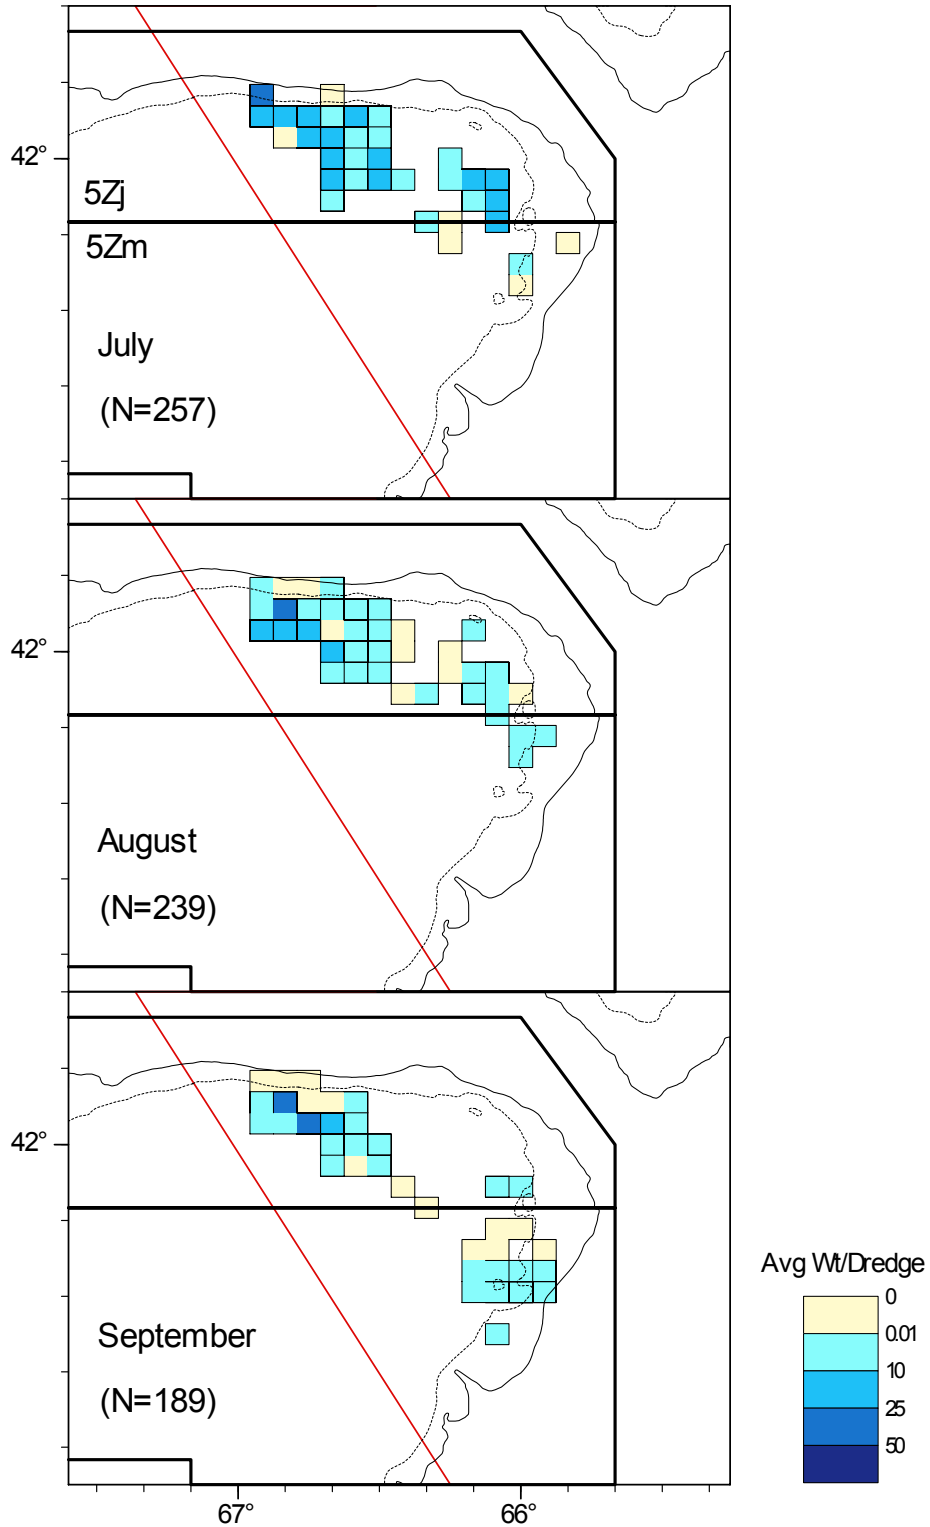 42°
5Zj
5Zm
July
(N=257)
42°
August
(N=239)
42°
September
(N=189)
67°
66°
Avg Wt/Dredge
0
0.01
10
25
50